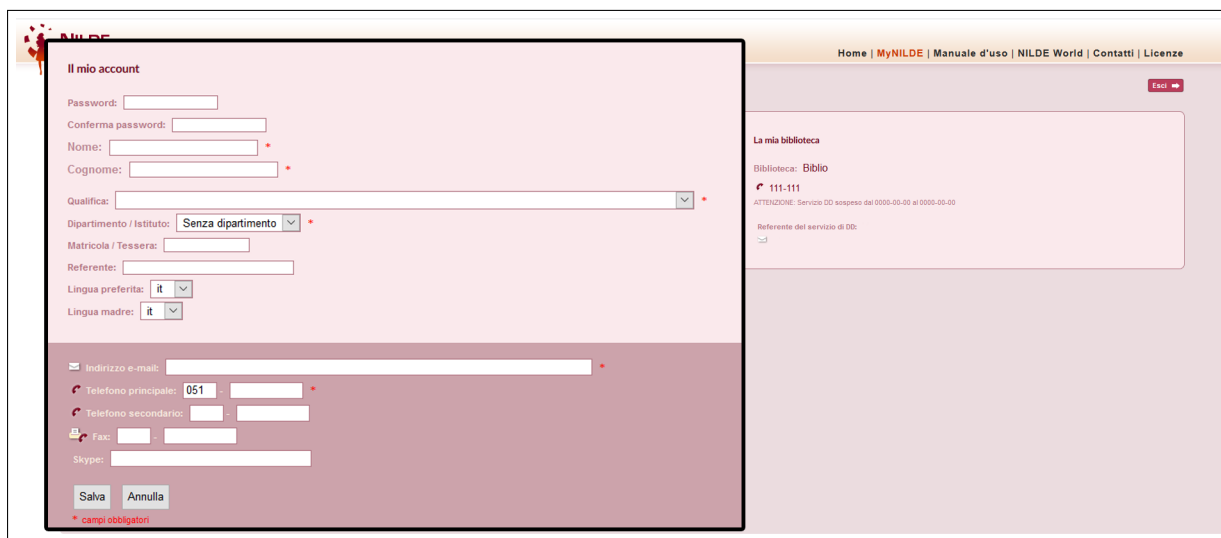 NILDE
Home | MyNILDE | Manuale d'uso | NILDE World | Contatti | Licenze
Esci
Il mio account
Password:
Conferma password:
Nome: *
Cognome: *
Qualifica: *
Dipartimento / Istituto: Senza dipartimento *
Matricola / Tessera:
Referente:
Lingua preferita: it
Lingua madre: it
Indirizzo e-mail: *
Telefono principale: 051 - *
Telefono secondario: -
Fax: -
Skype:
Salva Annulla
* campi obbligatori
La mia biblioteca
Biblioteca: Biblio
111-111
ATTENZIONE: Servizio DD sospeso dal 0000-00-00 al 0000-00-00
Referente del servizio di DD: